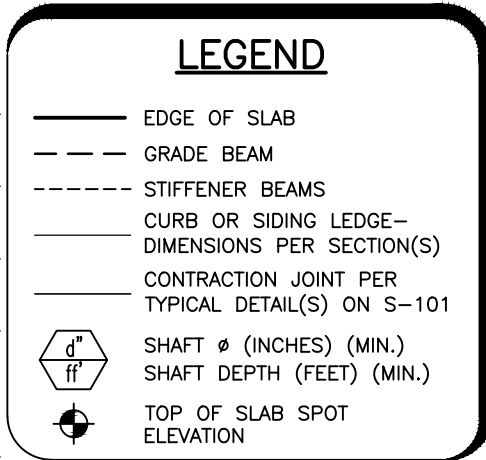 LEGEND
EDGE OF SLAB
GRADE BEAM
STIFFENER BEAMS
CURB OR SIDING LEDGE–
DIMENSIONS PER SECTION(S)
CONTRACTION JOINT PER
TYPICAL DETAIL(S) ON S–101
d"
ff'
SHAFT ø (INCHES) (MIN.)
SHAFT DEPTH (FEET) (MIN.)
TOP OF SLAB SPOT
ELEVATION